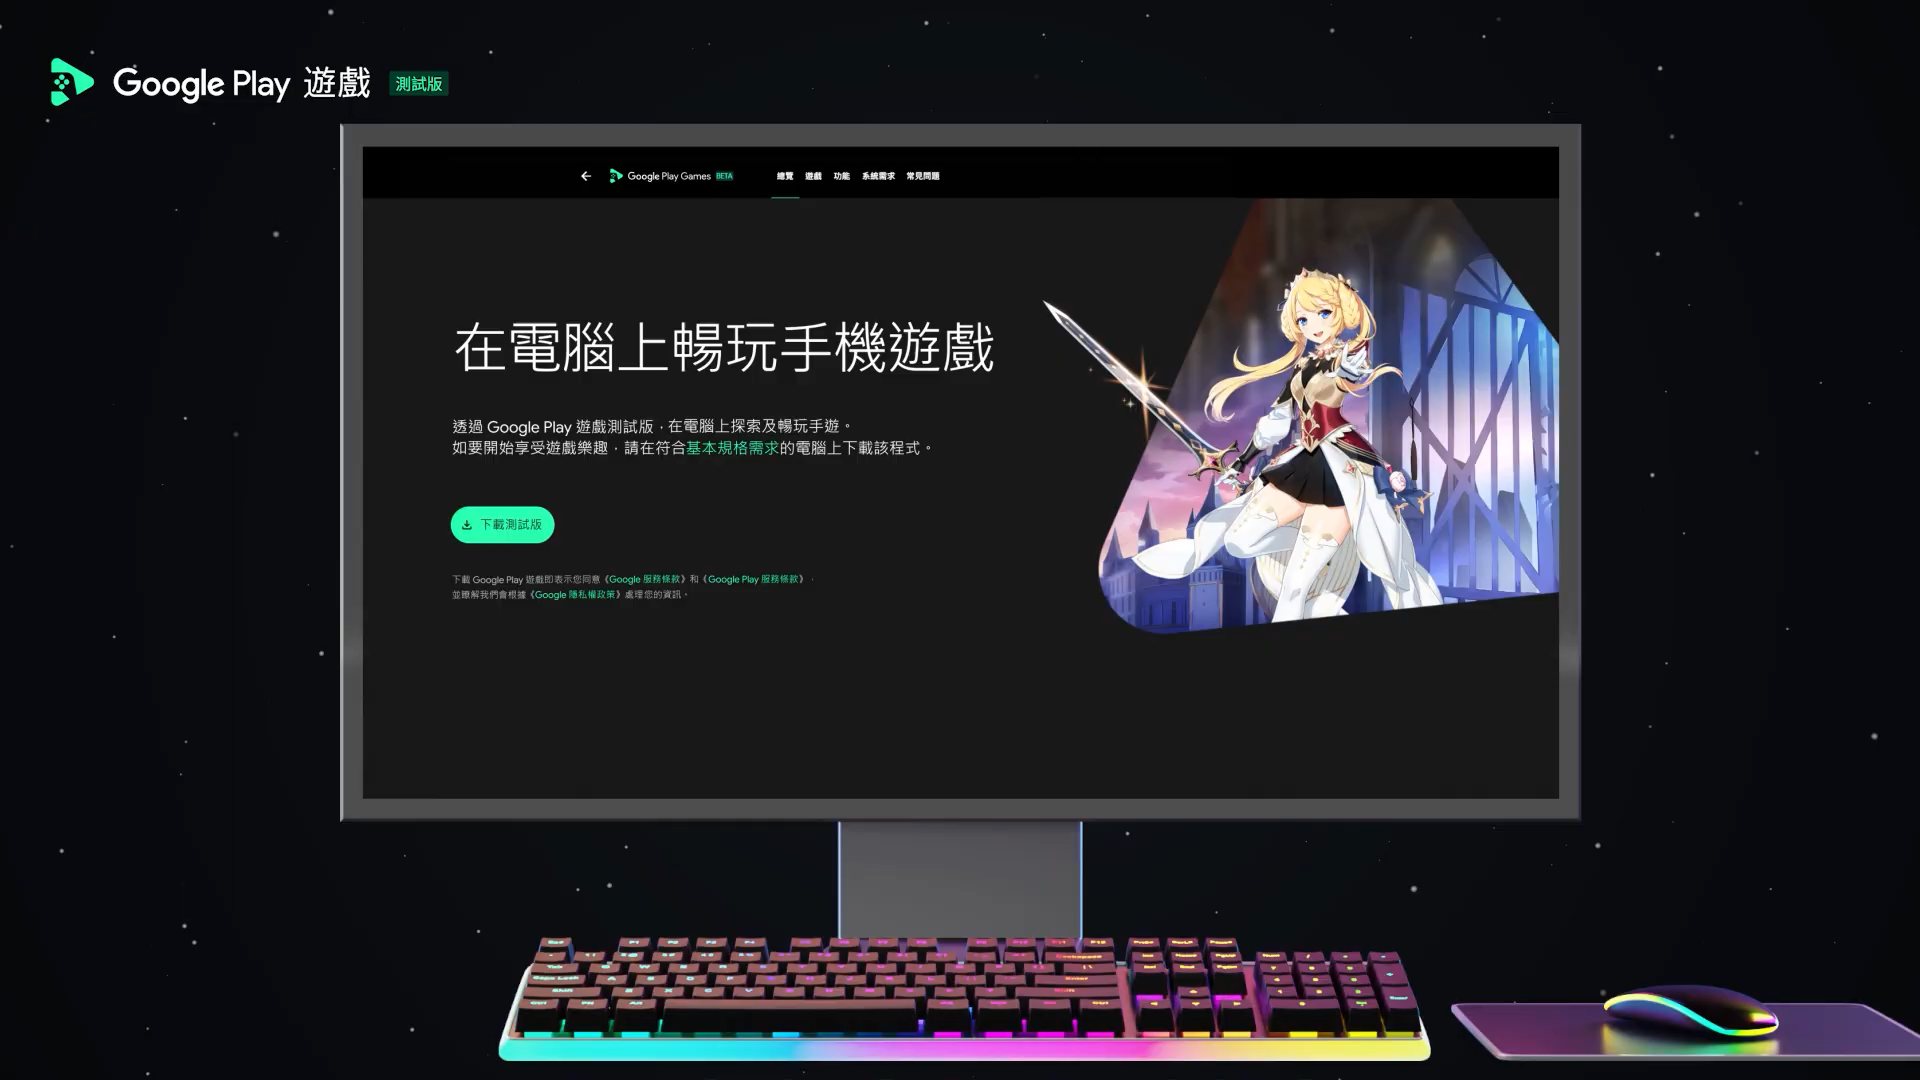 Google Play 遊戲 測試版
Google Play Games BETA 總覽 遊戲 功能 系統需求 常見問題
在電腦上暢玩手機遊戲
透過 Google Play 遊戲測試版，在電腦上探索及暢玩手遊。
如要開始享受遊戲樂趣，請在符合基本規格需求的電腦上下載該程式。
下載測試版
下載 Google Play 遊戲即表示您同意《Google 服務條款》和《Google Play 服務條款》，
並瞭解我們會根據《Google 隱私權政策》處理您的資訊。